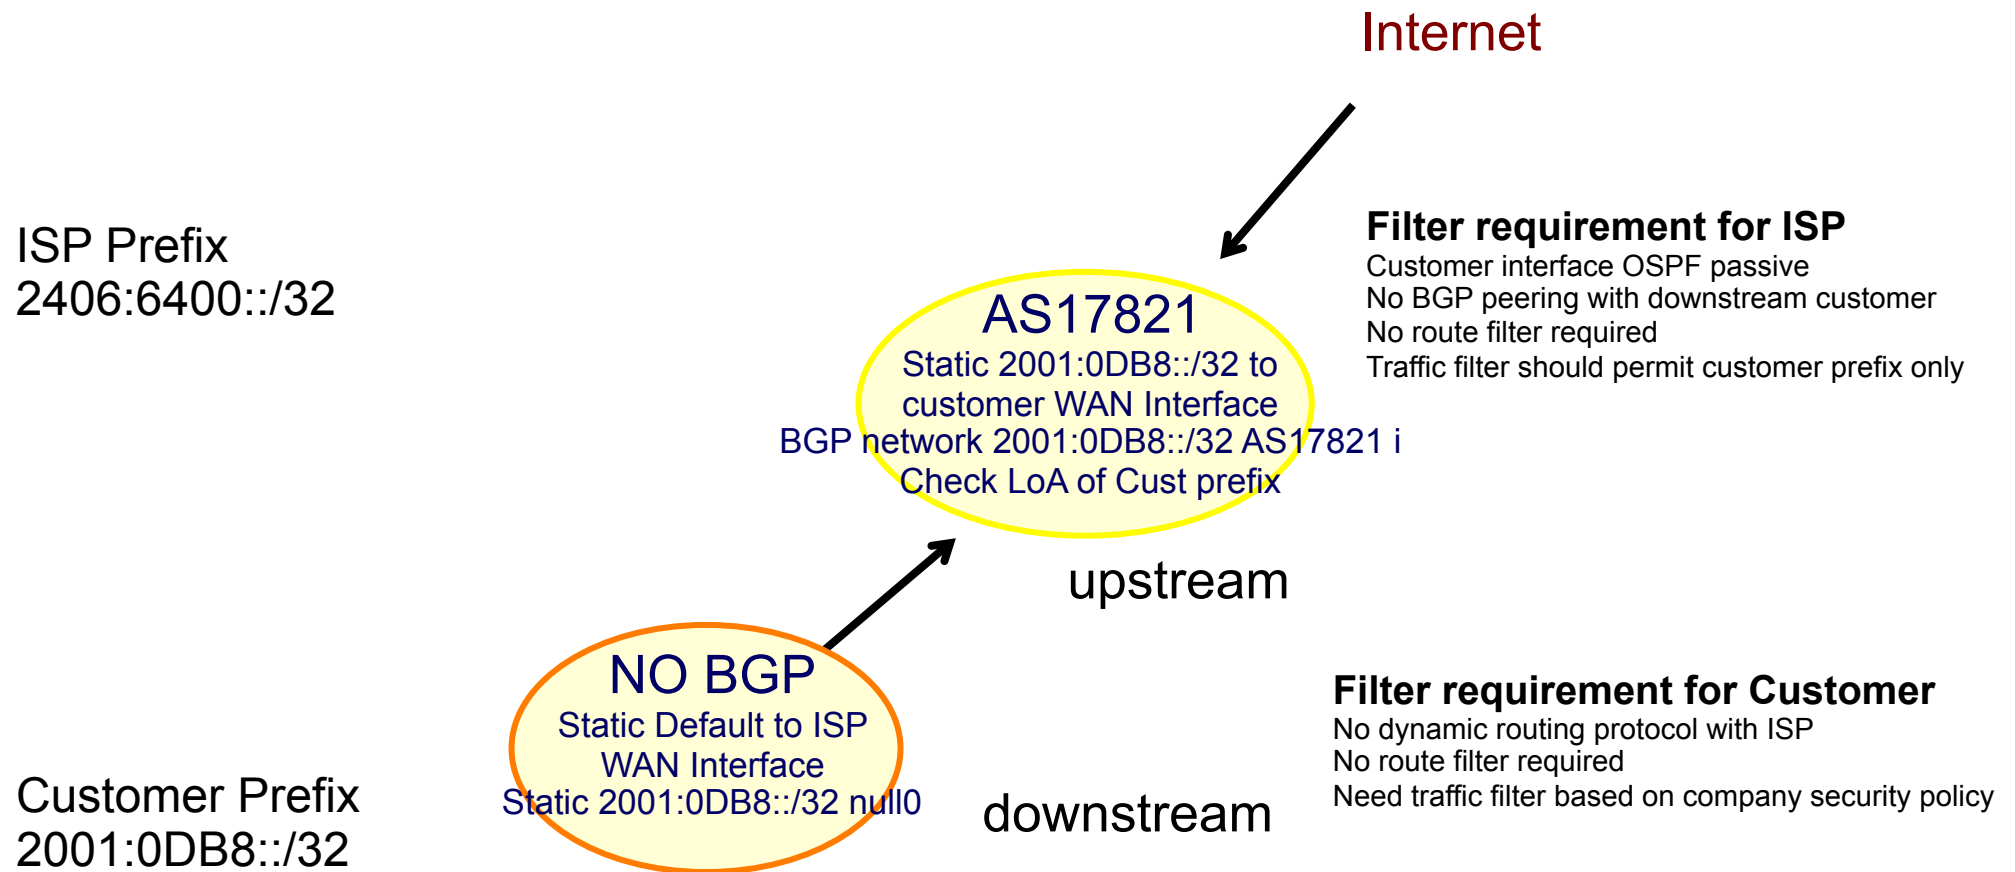 Internet
ISP Prefix
2406:6400::/32
Filter requirement for ISP
Customer interface OSPF passive
No BGP peering with downstream customer
No route filter required
Traffic filter should permit customer prefix only
AS17821
Static 2001:0DB8::/32 to
customer WAN Interface
BGP network 2001:0DB8::/32 AS17821 i
Check LoA of Cust prefix
upstream
NO BGP
Static Default to ISP
WAN Interface
Static 2001:0DB8::/32 null0
downstream
Filter requirement for Customer
No dynamic routing protocol with ISP
No route filter required
Need traffic filter based on company security policy
Customer Prefix
2001:0DB8::/32